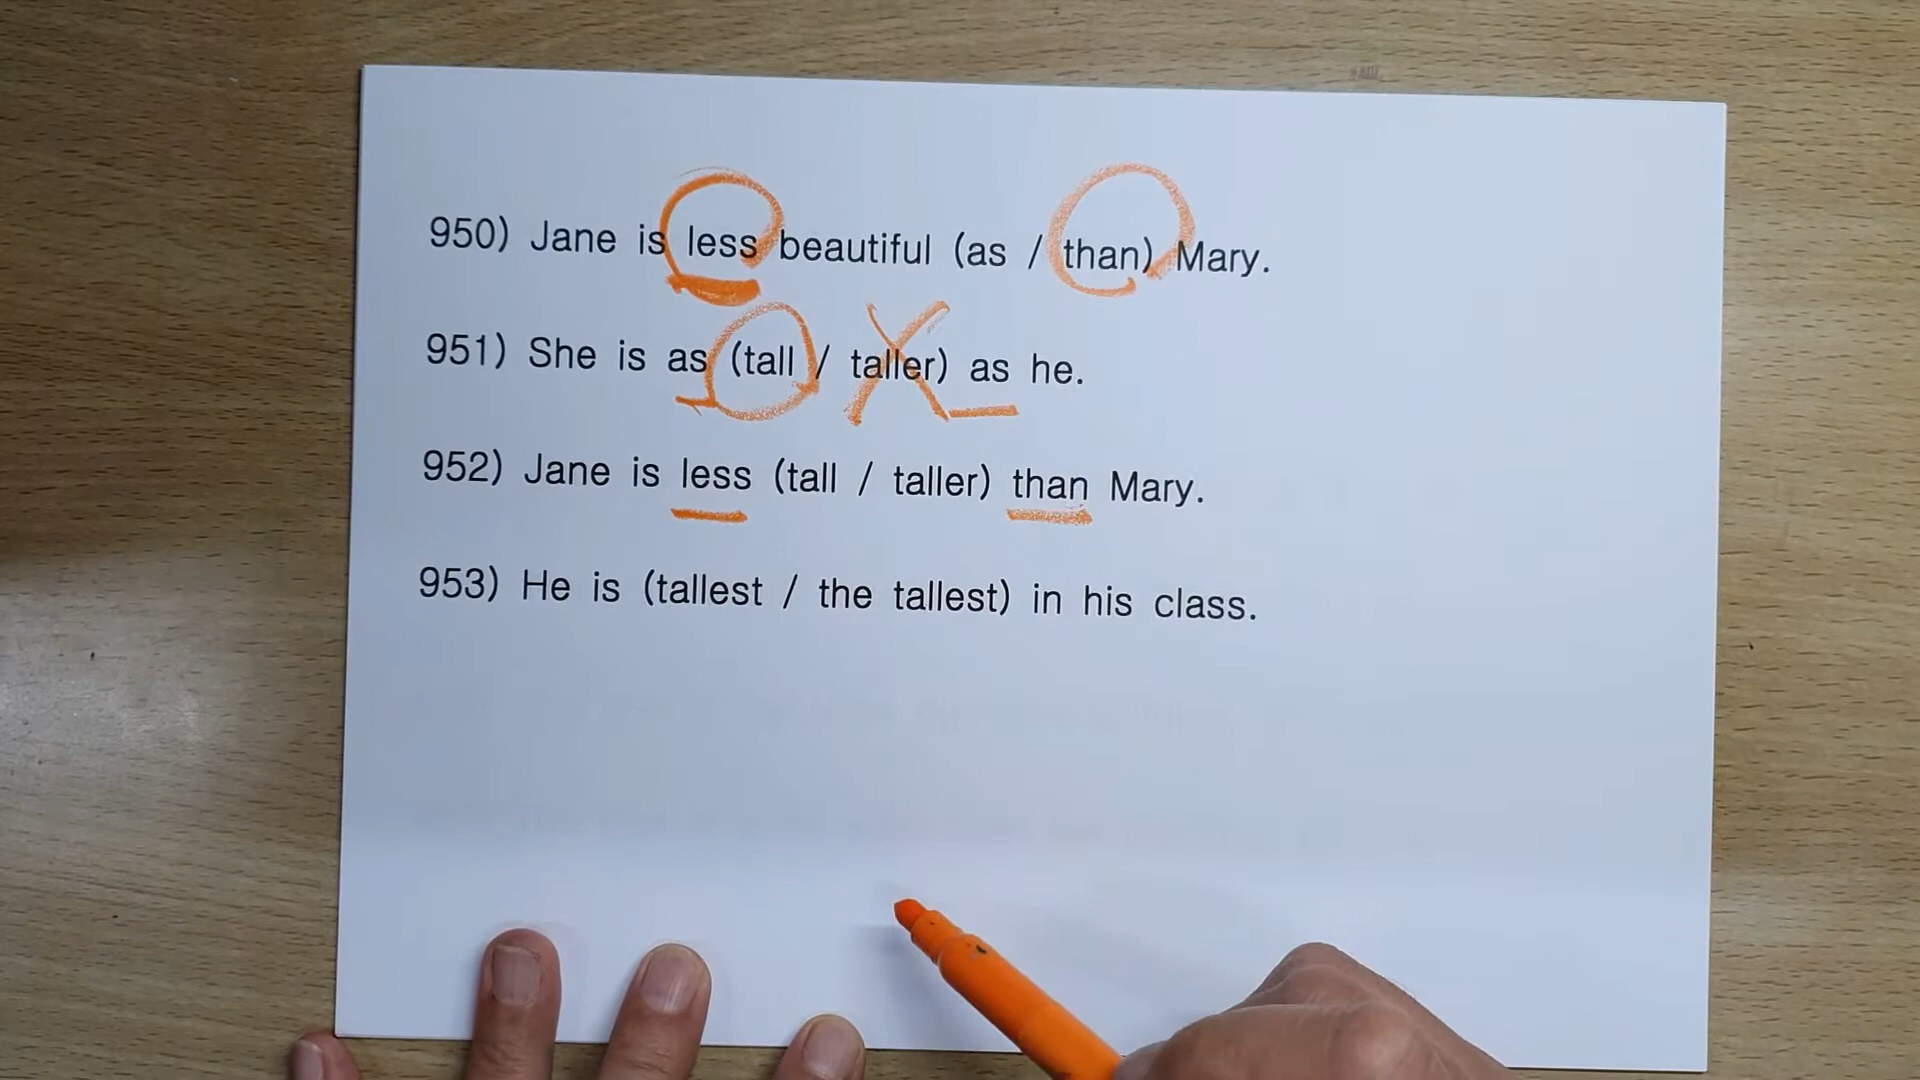 950) Jane is less beautiful (as / than) Mary.
951) She is as (tall / taller) as he.
952) Jane is less (tall / taller) than Mary.
953) He is (tallest / the tallest) in his class.